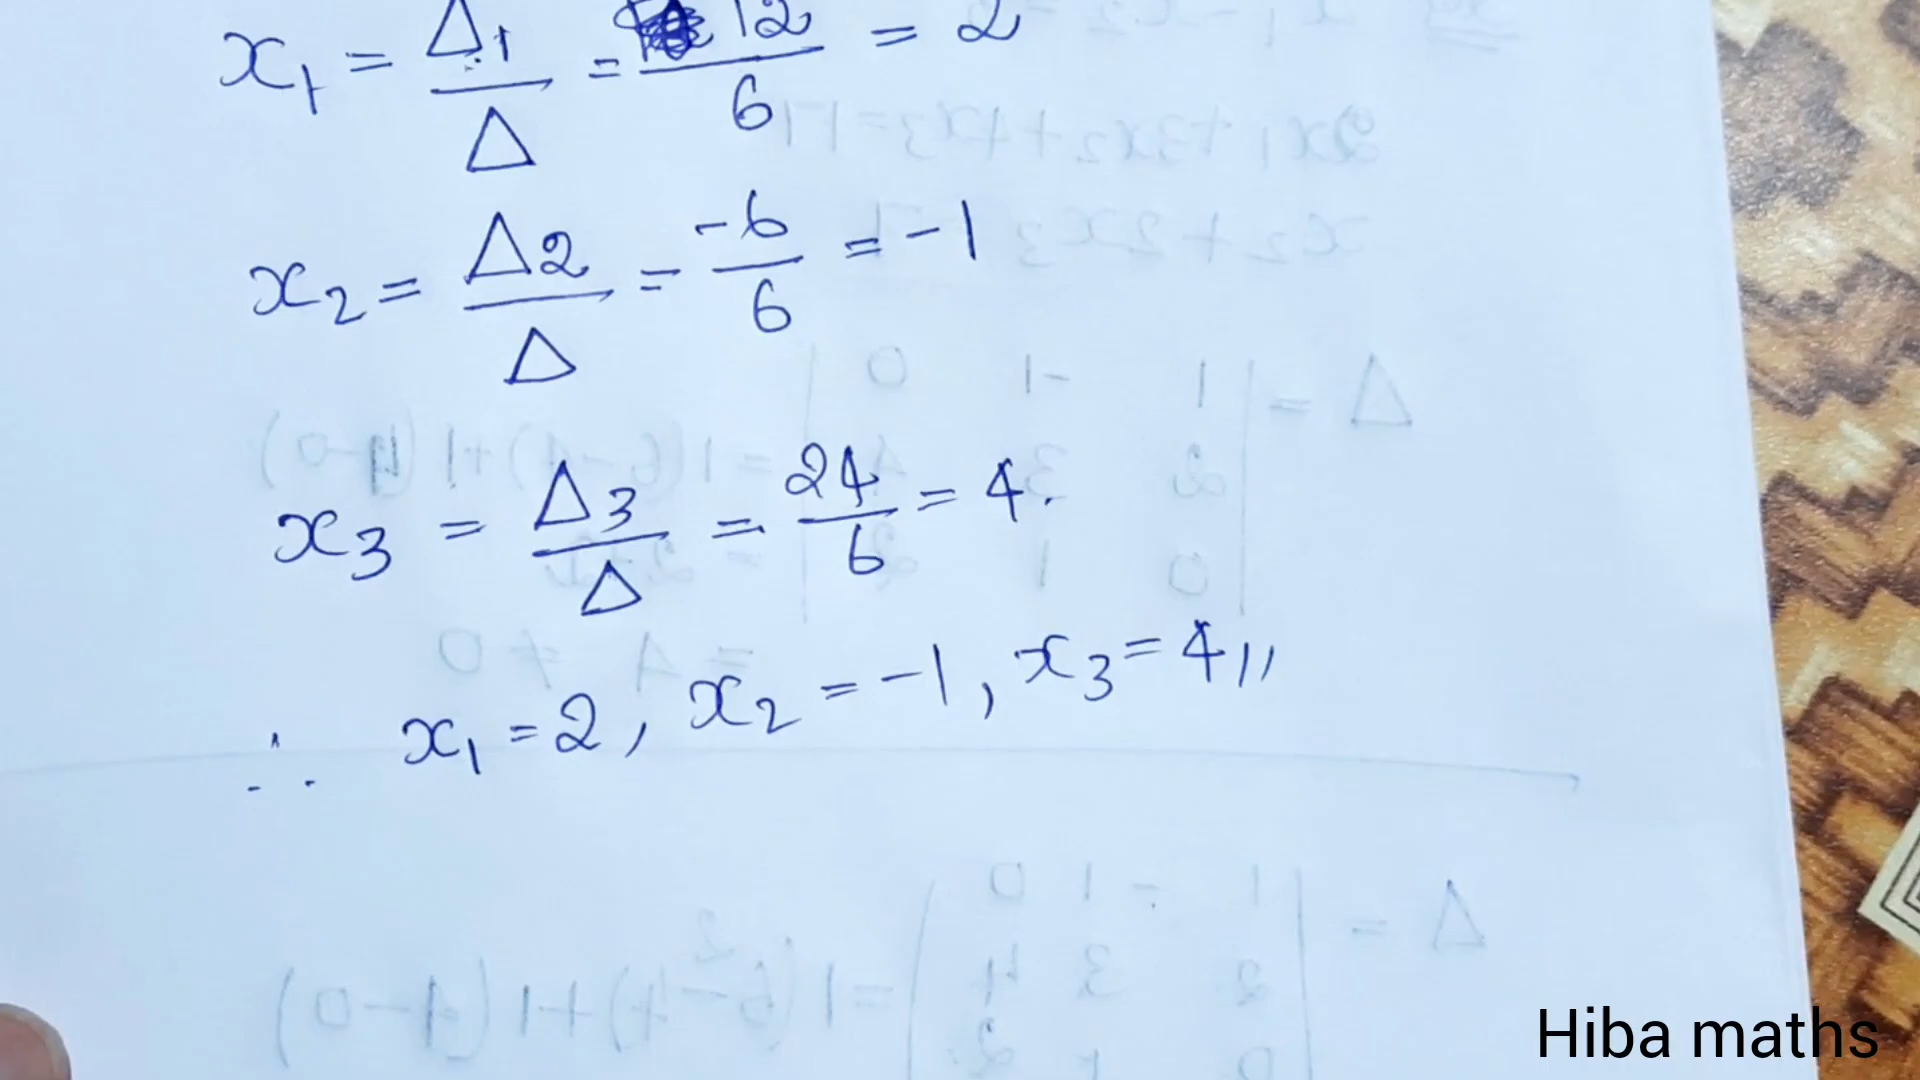 x₁ = Δ₁/Δ = 12/6 = 2
x₂ = Δ2/Δ = -6/6 = -1
x₃ = Δ3/Δ = 24/6 = 4.
∴ x₁ = 2, x₂ = -1, x₃ = 4,,
Hiba maths